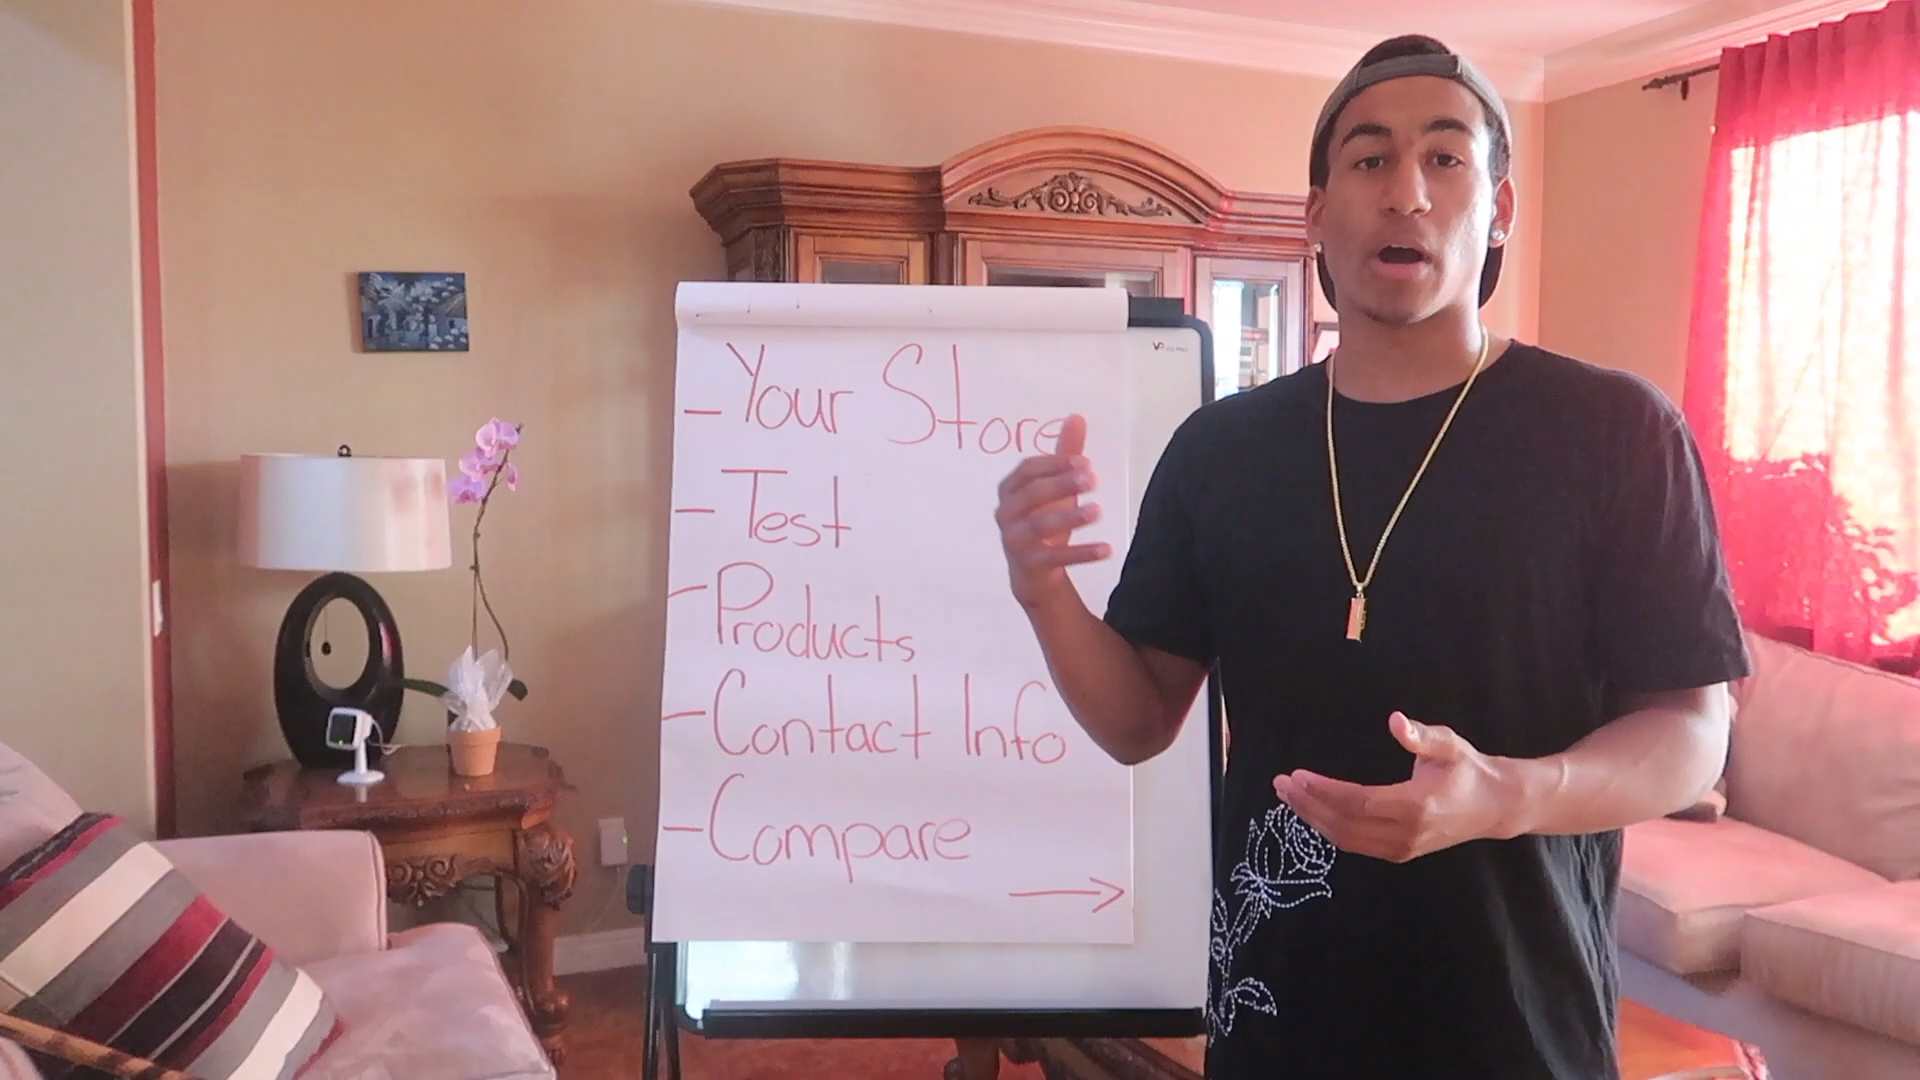 - Your Store
- Test
- Products
- Contact Info
- Compare